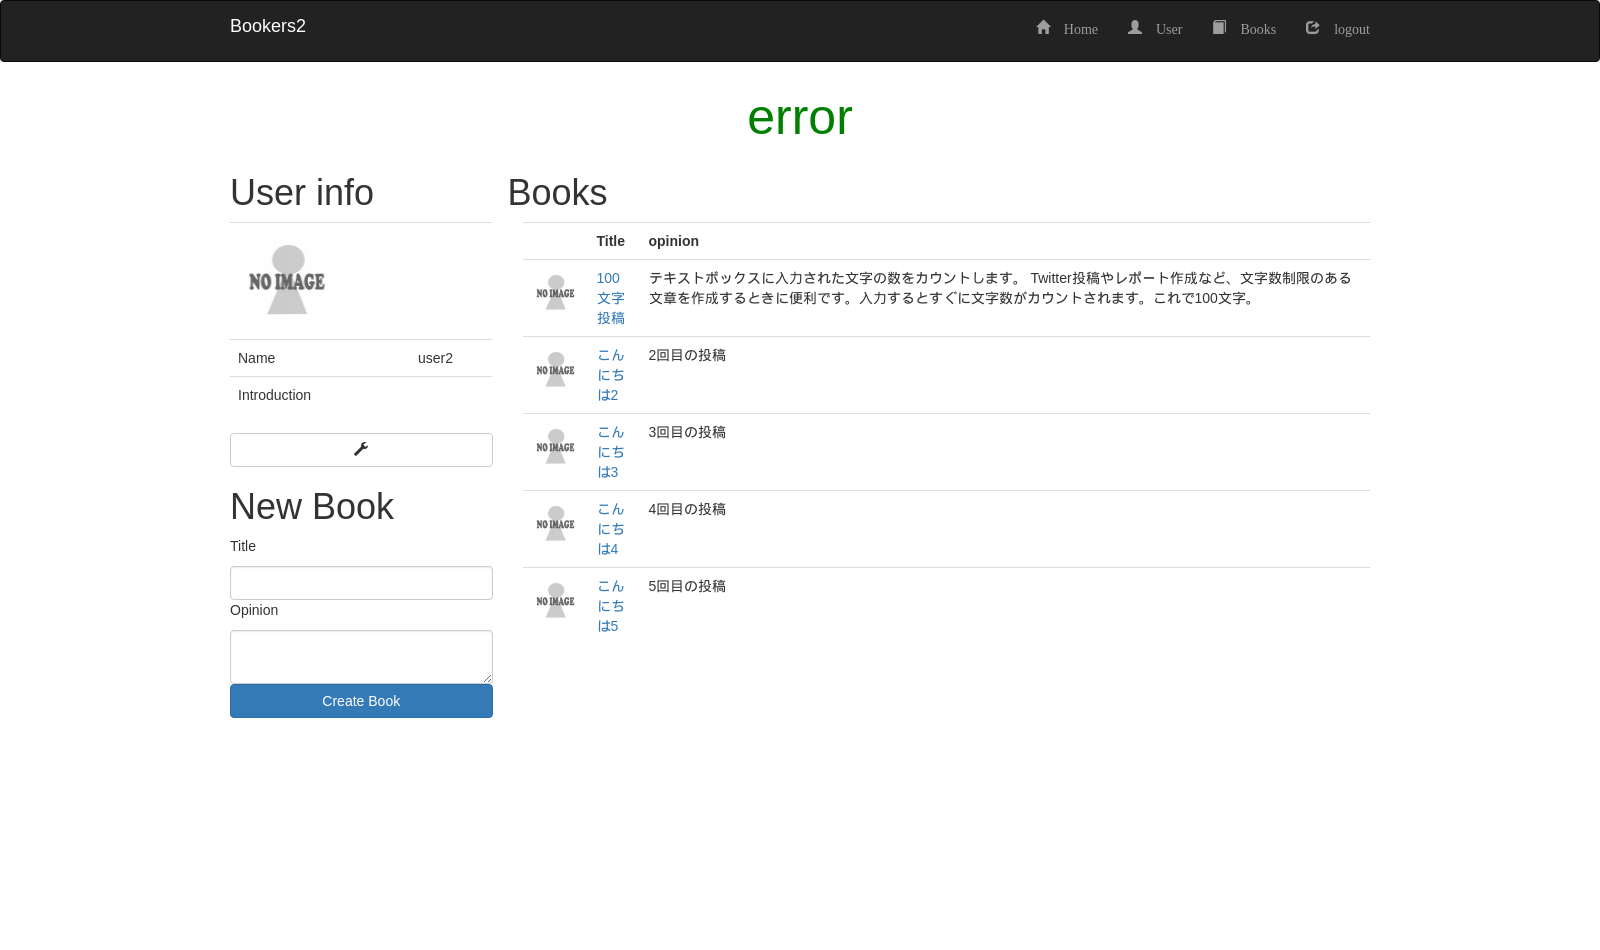 Bookers2
Home User Books logout
error
User info
NO IMAGE
Name user2
Introduction
New Book
Title
Opinion
Create Book
Books
Title opinion
NO IMAGE
100
文字
投稿
テキストボックスに入力された文字の数をカウントします。 Twitter投稿やレポート作成など、文字数制限のある
文章を作成するときに便利です。入力するとすぐに文字数がカウントされます。これで100文字。
NO IMAGE
こん
にち
は2
2回目の投稿
NO IMAGE
こん
にち
は3
3回目の投稿
NO IMAGE
こん
にち
は4
4回目の投稿
NO IMAGE
こん
にち
は5
5回目の投稿